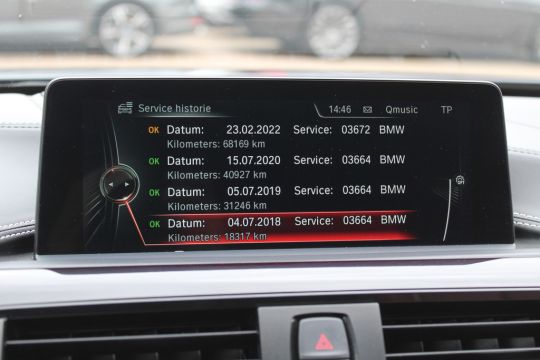 Service histories
14:46 Qmusic TP
OK Datum: 23.02.2022 Service: 03672 BMW
Kilometers: 68169 km
OK Datum: 15.07.2020 Service: 03664 BMW
Kilometers: 40927 km
OK Datum: 05.07.2019 Service: 03664 BMW
Kilometers: 31246 km
OK Datum: 04.07.2018 Service: 03664 BMW
Kilometers: 18317 km